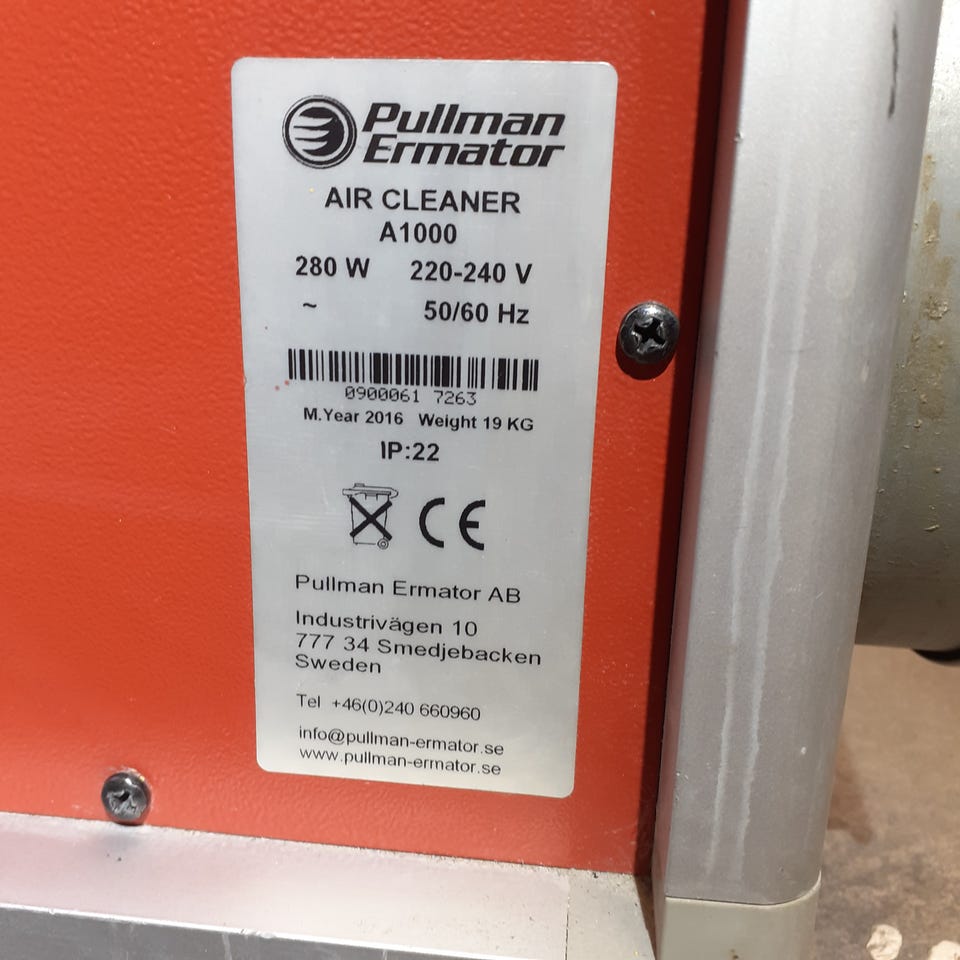 Pullman
Ermator
AIR CLEANER
A1000
280 W 220-240 V
~ 50/60 Hz
0900061 7263
M.Year 2016 Weight 19 KG
IP:22
CE
Pullman Ermator AB
Industrivägen 10
777 34 Smedjebacken
Sweden
Tel +46(0)240 660960
info@pullman-ermator.se
www.pullman-ermator.se